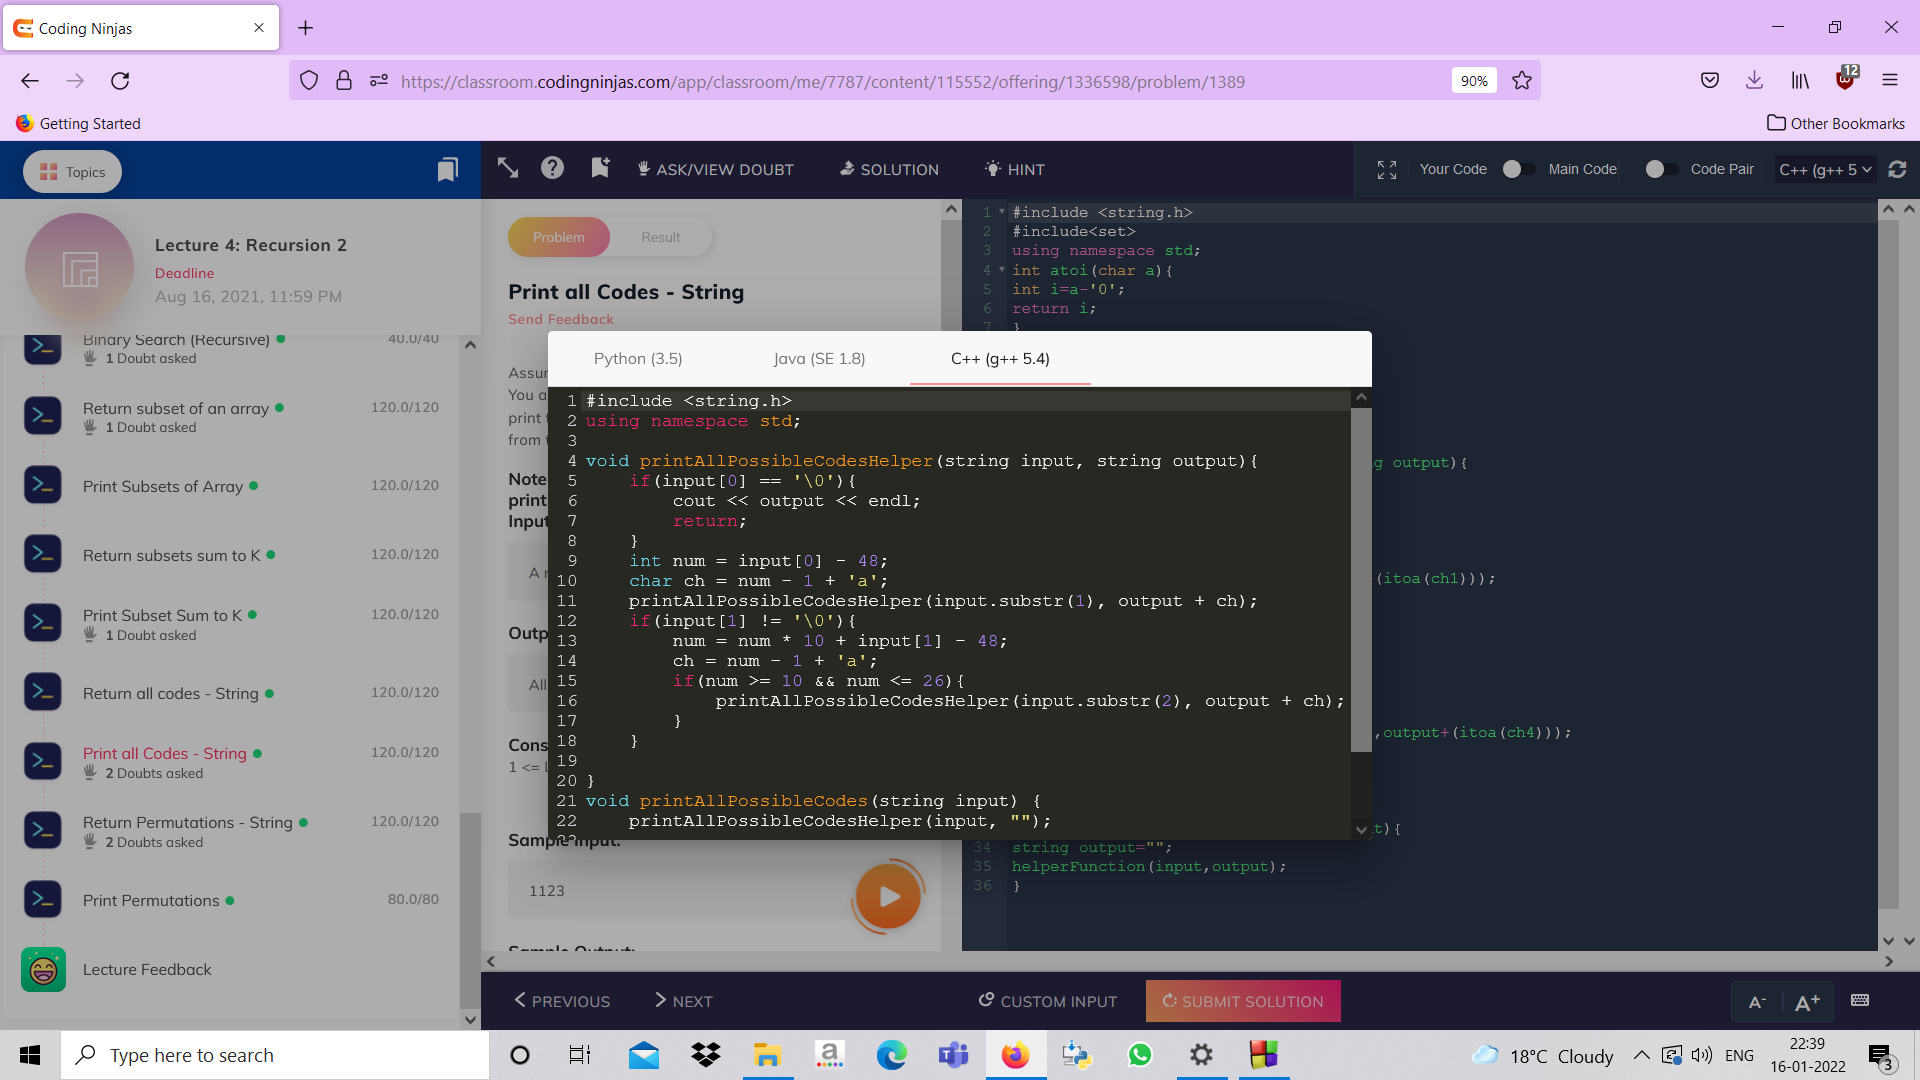 Coding Ninjas
https://classroom.codingninjas.com/app/classroom/me/7787/content/115552/offering/1336598/problem/1389
90%
12
Getting Started
Other Bookmarks
Topics
ASK/VIEW DOUBT
SOLUTION
HINT
Your Code
Main Code
Code Pair
C++ (g++ 5
Lecture 4: Recursion 2
Deadline
Aug 16, 2021, 11:59 PM
Binary Search (Recursive)
40.0/40
1 Doubt asked
Return subset of an array
120.0/120
1 Doubt asked
Print Subsets of Array
120.0/120
Return subsets sum to K
120.0/120
Print Subset Sum to K
120.0/120
1 Doubt asked
Return all codes - String
120.0/120
Print all Codes - String
120.0/120
2 Doubts asked
Return Permutations - String
120.0/120
2 Doubts asked
Print Permutations
80.0/80
Lecture Feedback
Problem
Result
Print all Codes - String
Send Feedback
Assu
You a
print
from
Note
print
Input
A
Outp
All
Cons
1 <=
Sample Input:
1123
Sample Output:
1 #include <string.h>
2 #include<set>
3 using namespace std;
4 int atoi(char a){
5 int i=a-'0';
6 return i;
7 }
g output){
(itoa(ch1)));
,output+(itoa(ch4)));
t){
34 string output="";
35 helperFunction(input,output);
36 }
Python (3.5)
Java (SE 1.8)
C++ (g++ 5.4)
1 #include <string.h>
2 using namespace std;
3
4 void printAllPossibleCodesHelper(string input, string output){
5 if(input[0] == '\0'){
6 cout << output << endl;
7 return;
8 }
9 int num = input[0] - 48;
10 char ch = num - 1 + 'a';
11 printAllPossibleCodesHelper(input.substr(1), output + ch);
12 if(input[1] != '\0'){
13 num = num * 10 + input[1] - 48;
14 ch = num - 1 + 'a';
15 if(num >= 10 && num <= 26){
16 printAllPossibleCodesHelper(input.substr(2), output + ch);
17 }
18 }
19
20 }
21 void printAllPossibleCodes(string input) {
22 printAllPossibleCodesHelper(input, "");
PREVIOUS
NEXT
CUSTOM INPUT
SUBMIT SOLUTION
A-
A+
Type here to search
18°C Cloudy
ENG
22:39
16-01-2022
3